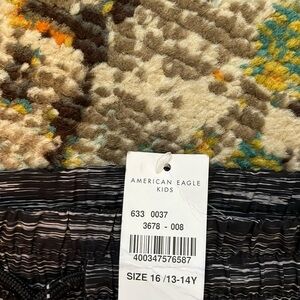 AMERICAN EAGLE
KIDS
633 0037
3678 - 008
400347576587
SIZE 16 /13-14Y